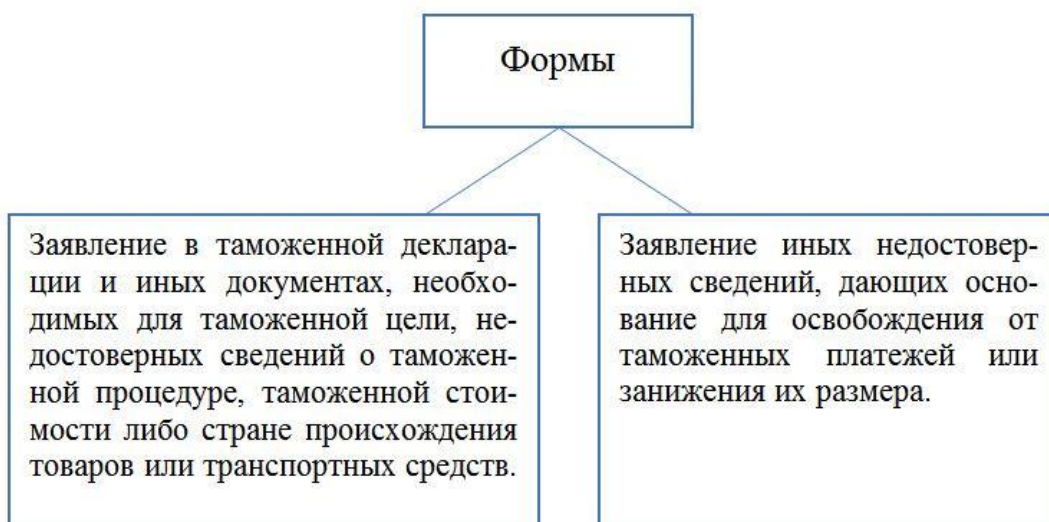 Формы
Заявление в таможенной деклара-
ции и иных документах, необхо-
димых для таможенной цели, не-
достоверных сведений о таможен-
ной процедуре, таможенной стои-
мости либо стране происхождения
товаров или транспортных средств.
Заявление иных недостовер-
ных сведений, дающих осно-
вание для освобождения от
таможенных платежей или
занижения их размера.